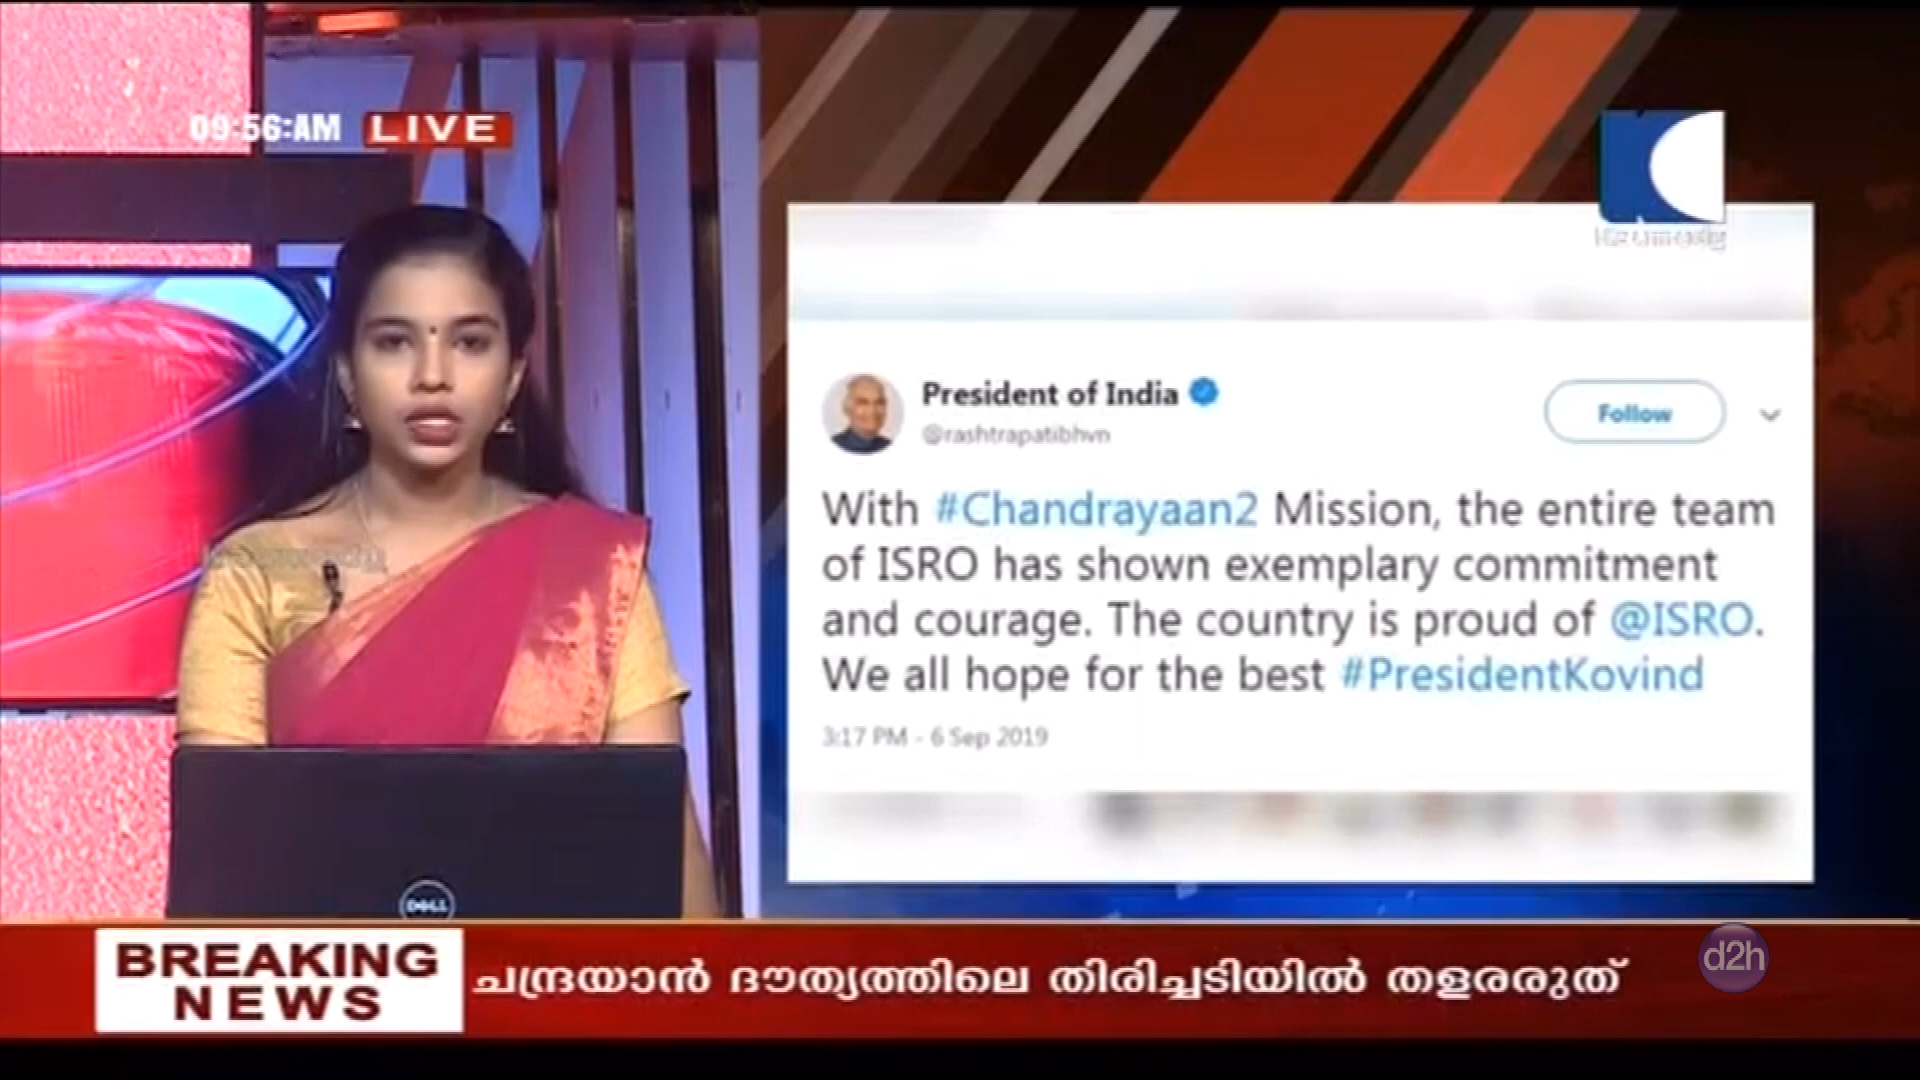 09:56:AM LIVE
Kaumudy
President of India
@rashtrapatibhvn
Follow
With #Chandrayaan2 Mission, the entire team
of ISRO has shown exemplary commitment
and courage. The country is proud of @ISRO.
We all hope for the best #PresidentKovind
3:17 PM - 6 Sep 2019
DELL
BREAKING
NEWS
ചന്ദ്രയാൻ ദൗത്യത്തിലെ തിരിച്ചടിയിൽ തളരരുത്
d2h